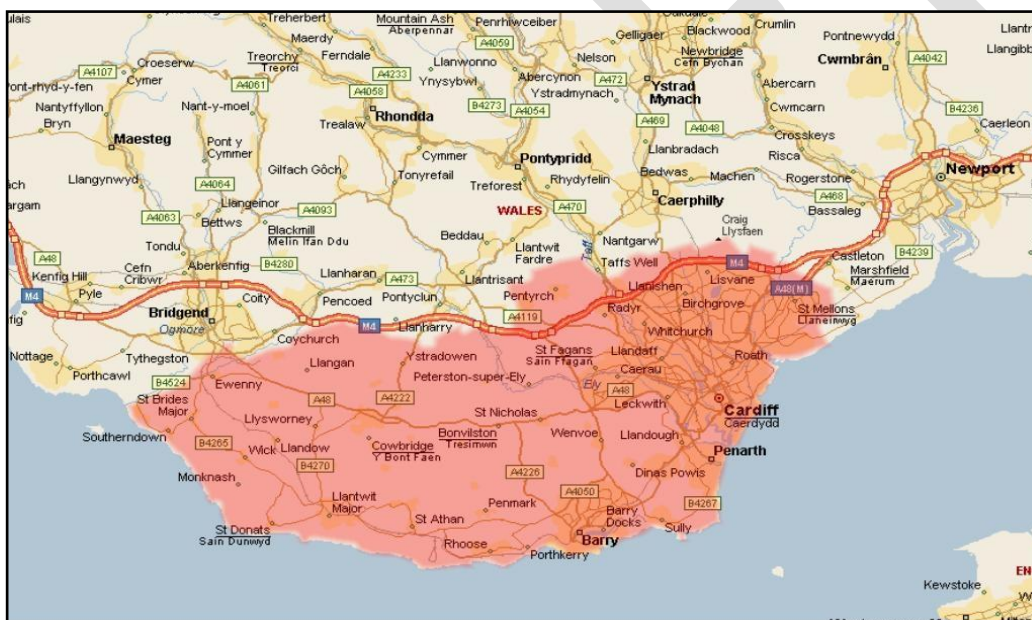 Treherbert
Mountain Ash
Aberpennar
Penrhiwceiber
Maerdy
A4059
Gelligaer
Blackwood
Crumlin
Pontnewydd
Croeserw
Treorchy
Treorci
Ferndale
Llanwonno
Nelson
Newbridge
Cefn Bychan
Cwmbrân
A4042
A4107
Cymer
A4061
A4233
Ynysybwl
Abercynon
A472
Ystrad
Mynach
Abercarn
Nantyffyllon
Nant-y-moel
A4058
B4273
A4054
Ystradmynach
Cwmcarn
B4236
Bryn
Rhondda
A469
A4048
Crosskeys
Caerleon
Maesteg
Pont y
Cymmer
Trealaw
Cymmer
Pontypridd
Llanbradach
Risca
Llangynwyd
A4064
Gilfach Gôch
Tonyrefail
Treforest
Rhydyfelin
Bedwas
Machen
Rogerstone
Newport
Llangeinor
A4093
WALES
A470
Caerphilly
A468
Bassaleg
A4063
Bettws
Blackmill
Melin Ifan Ddu
Beddau
Llantwit
Fardre
Taff
Nantgarw
Craig
Llysfaen
B4239
Tondu
A48
Kenfig Hill
Cefn
Cribwr
Aberkenfig
B4280
Llanharan
A473
Llantrisant
Taffs Well
M4
Lisvane
Castleton
Marshfield
Maerum
M4
Pyle
Coity
Pencoed
Pontyclun
Pentyrch
Llanishen
A48(M)
Bridgend
Ogmore
M4
Llanharry
A4119
Radyr
Birchgrove
St Mellons
Llaneirwyg
Nottage
Tythegston
Coychurch
Ystradowen
St Fagans
Sain Ffagan
Whitchurch
Llandaff
Roath
Porthcawl
B4524
Ewenny
Llangan
Peterston-super-Ely
Ely
Caerau
A48
St Brides
Major
A48
A4222
Leckwith
Cardiff
Caerdydd
Southerndown
Llysworney
St Nicholas
B4265
Wick
Llandow
Cowbridge
Y Bont Faen
Bonvilston
Tresimwn
Wenvoe
Llandough
Penarth
B4270
A4226
Dinas Powis
Monknash
Llantwit
Major
Penmark
A4050
B4267
St Donats
Sain Dunwyd
St Athan
Barry
Docks
Sully
Rhoose
Porthkerry
Barry
EN
Kewstoke